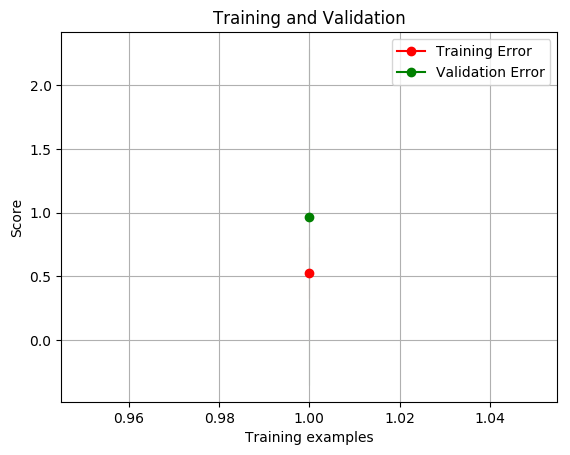 Training and Validation
Training Error
Validation Error
2.0
1.5
1.0
0.5
0.0
Score
0.96
0.98
1.00
1.02
1.04
Training examples